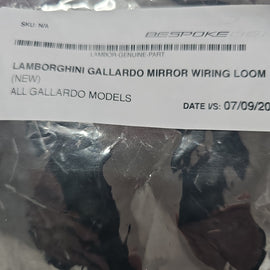 SKU: N/A
BESPOKE
LAMBOR-GENUINE-PART
LAMBORGHINI GALLARDO MIRROR WIRING LOOM
(NEW)
ALL GALLARDO MODELS
DATE I/S: 07/09/20